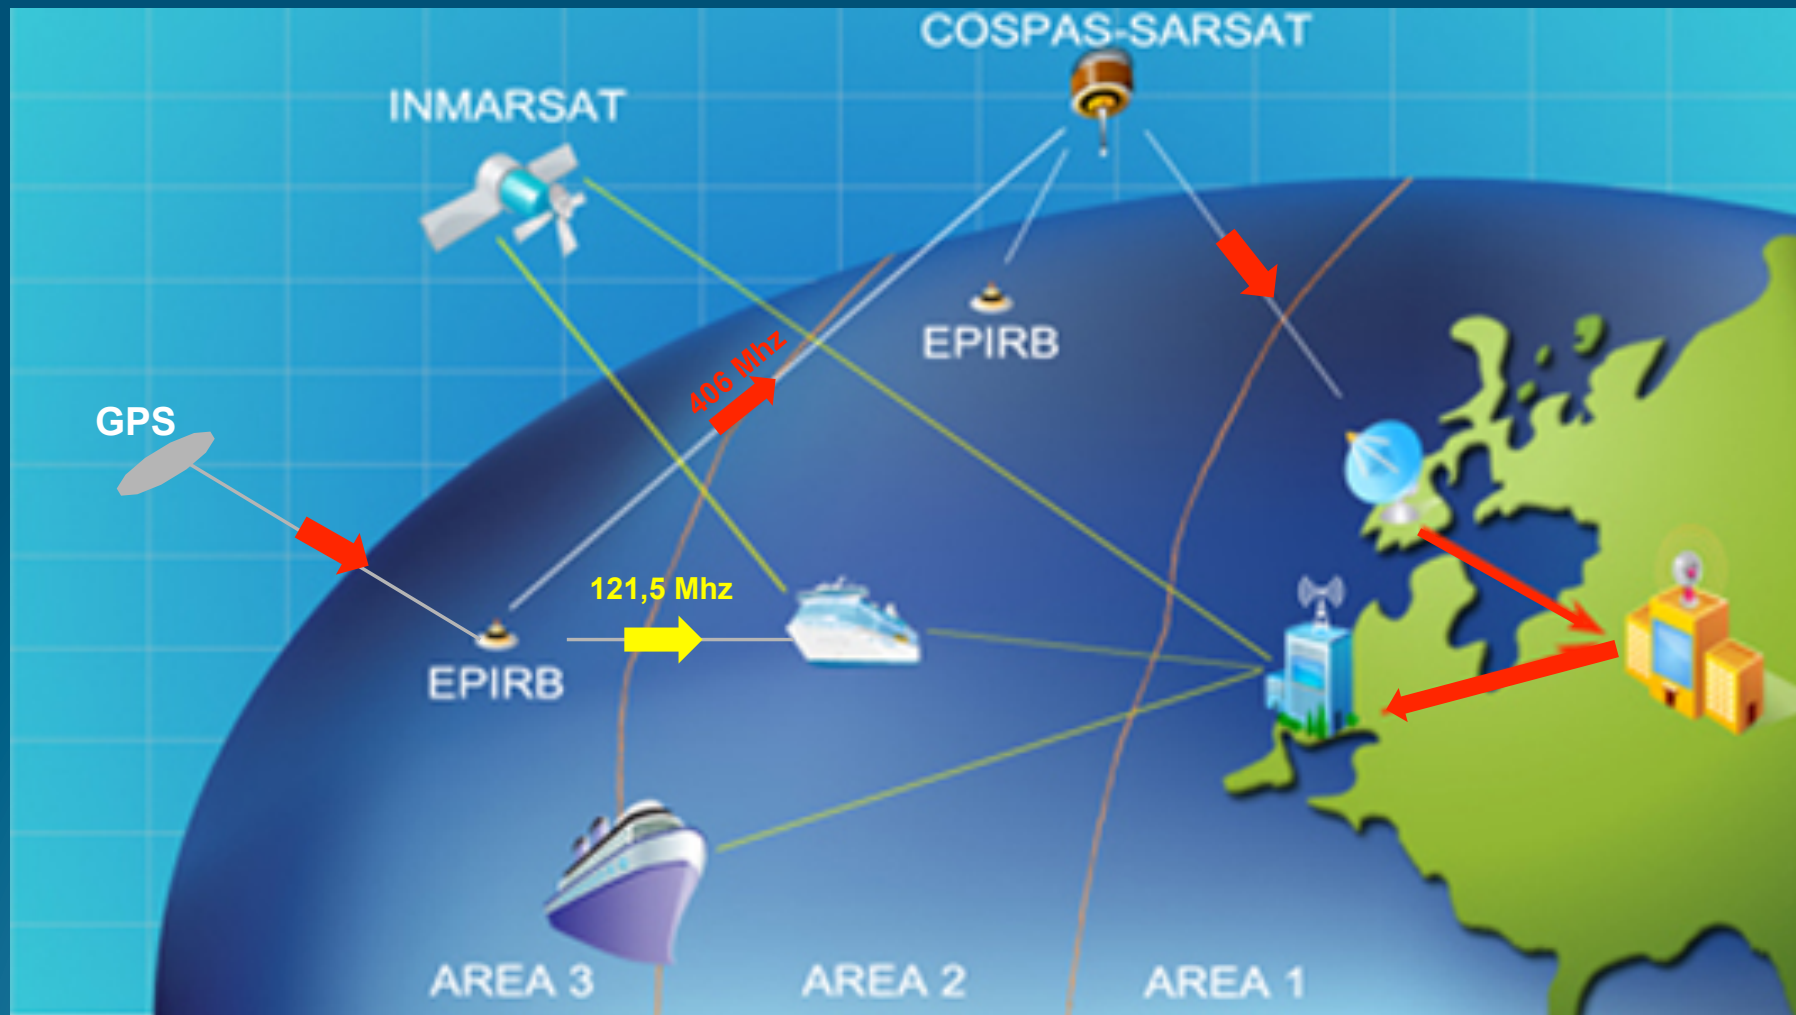 COSPAS-SARSAT
INMARSAT
EPIRB
406 Mhz
GPS
121,5 Mhz
EPIRB
AREA 3
AREA 2
AREA 1